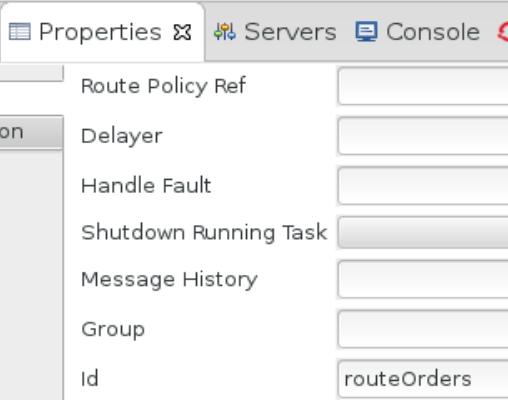 Properties Servers Console
Route Policy Ref
on
Delayer
Handle Fault
Shutdown Running Task
Message History
Group
Id routeOrders